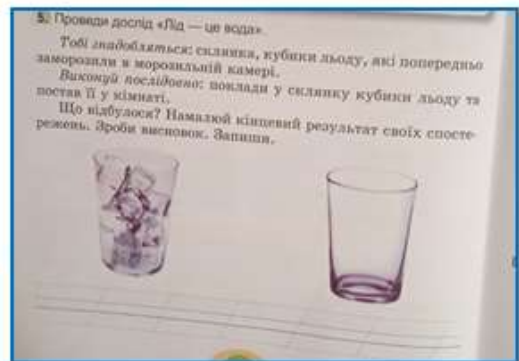 5. Проведи дослід «Лід — це вода».
Тобі знадобляться: склянка, кубики льоду, які попередньо
заморозили в морозильній камері.
Виконуй послідовно: поклади у склянку кубики льоду та
постав її у кімнаті.
Що відбулося? Намалюй кінцевий результат своїх спосте-
режень. Зроби висновок. Запиши.